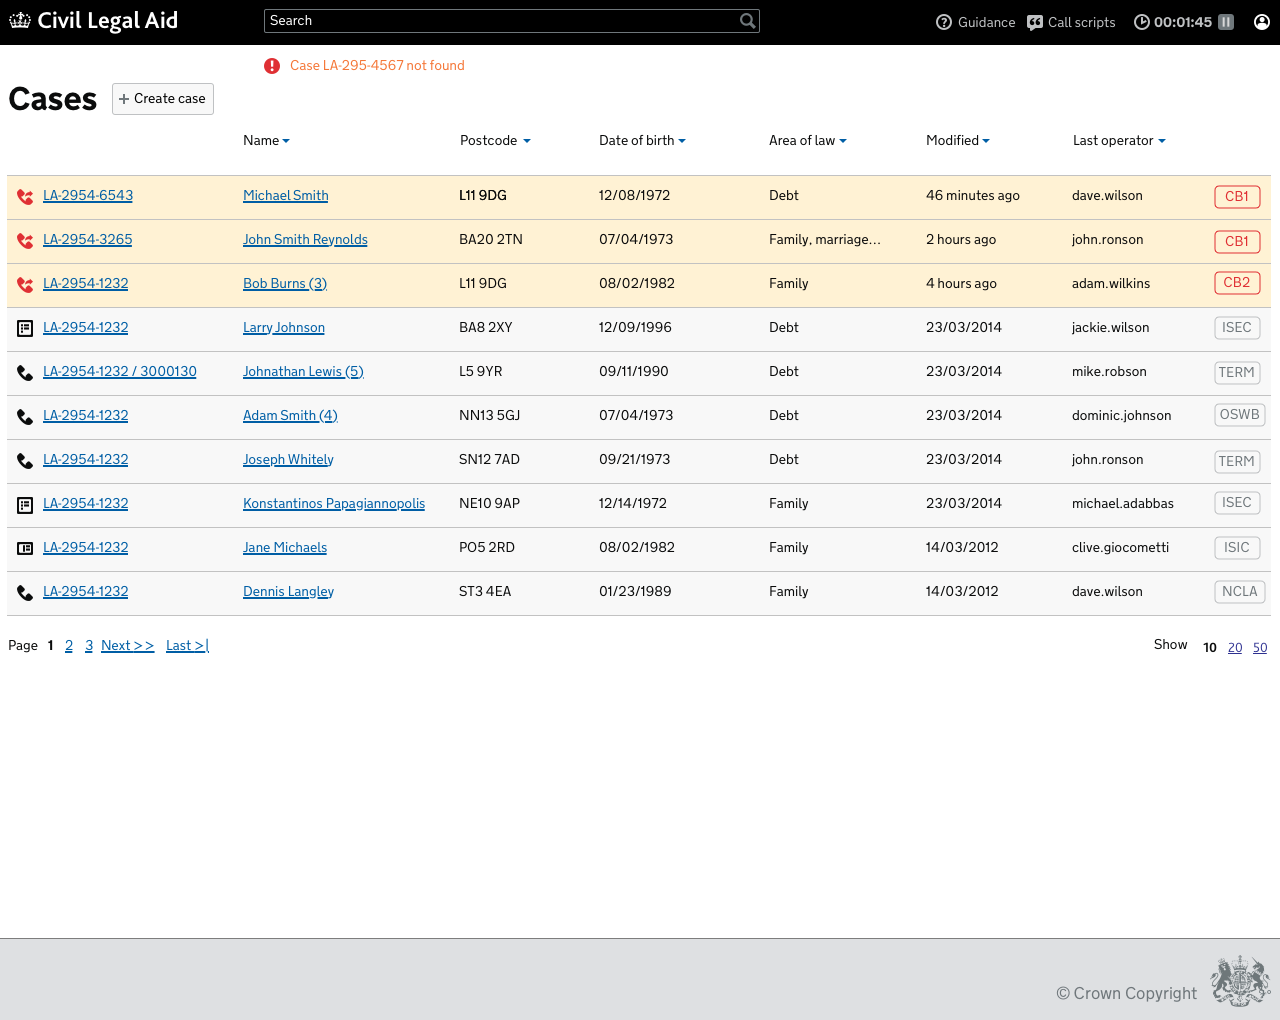 Civil Legal Aid Search Guidance Call scripts 00:01:45
Case LA-295-4567 not found
Cases Create case
Name Postcode Date of birth Area of law Modified Last operator
LA-2954-6543 Michael Smith L11 9DG 12/08/1972 Debt 46 minutes ago dave.wilson CB1
LA-2954-3265 John Smith Reynolds BA20 2TN 07/04/1973 Family, marriage... 2 hours ago john.ronson CB1
LA-2954-1232 Bob Burns (3) L11 9DG 08/02/1982 Family 4 hours ago adam.wilkins CB2
LA-2954-1232 Larry Johnson BA8 2XY 12/09/1996 Debt 23/03/2014 jackie.wilson ISEC
LA-2954-1232 / 3000130 Johnathan Lewis (5) L5 9YR 09/11/1990 Debt 23/03/2014 mike.robson TERM
LA-2954-1232 Adam Smith (4) NN13 5GJ 07/04/1973 Debt 23/03/2014 dominic.johnson OSWB
LA-2954-1232 Joseph Whitely SN12 7AD 09/21/1973 Debt 23/03/2014 john.ronson TERM
LA-2954-1232 Konstantinos Papagiannopolis NE10 9AP 12/14/1972 Family 23/03/2014 michael.adabbas ISEC
LA-2954-1232 Jane Michaels PO5 2RD 08/02/1982 Family 14/03/2012 clive.giocometti ISIC
LA-2954-1232 Dennis Langley ST3 4EA 01/23/1989 Family 14/03/2012 dave.wilson NCLA
Page 1 2 3 Next >> Last >| Show 10 20 50
© Crown Copyright